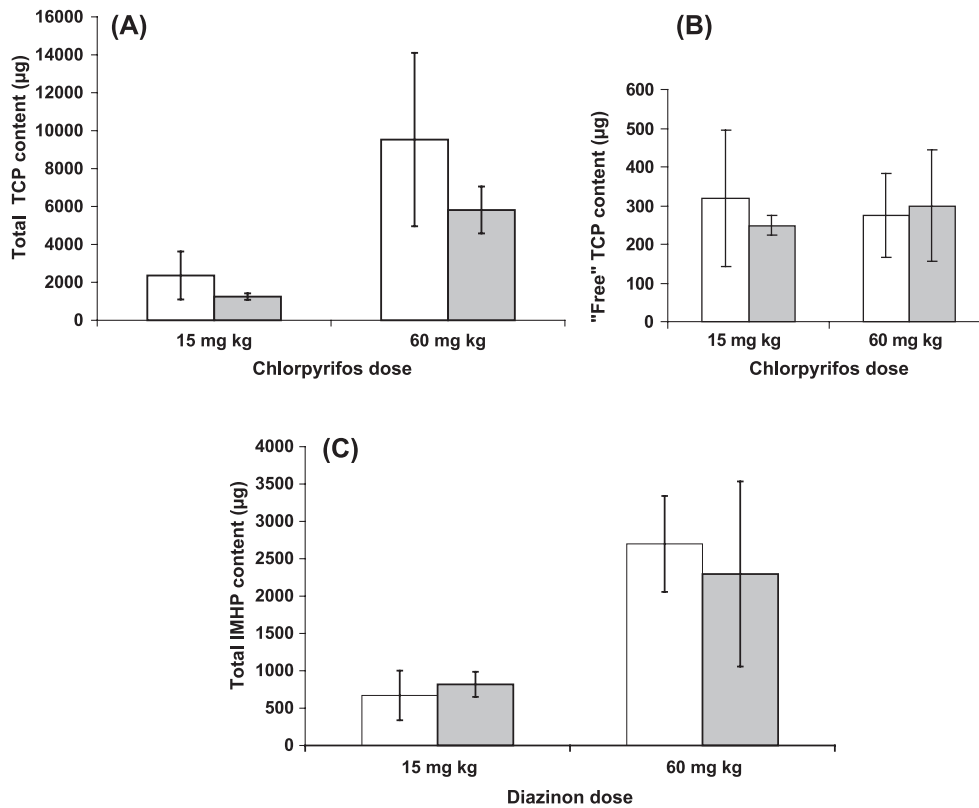 (A)
Total TCP content (µg)
16000
14000
12000
10000
8000
6000
4000
2000
0
15 mg kg
60 mg kg
Chlorpyrifos dose
(B)
"Free" TCP content (µg)
600
500
400
300
200
100
0
15 mg kg
60 mg kg
Chlorpyrifos dose
(C)
Total IMHP content (µg)
4000
3500
3000
2500
2000
1500
1000
500
0
15 mg kg
60 mg kg
Diazinon dose